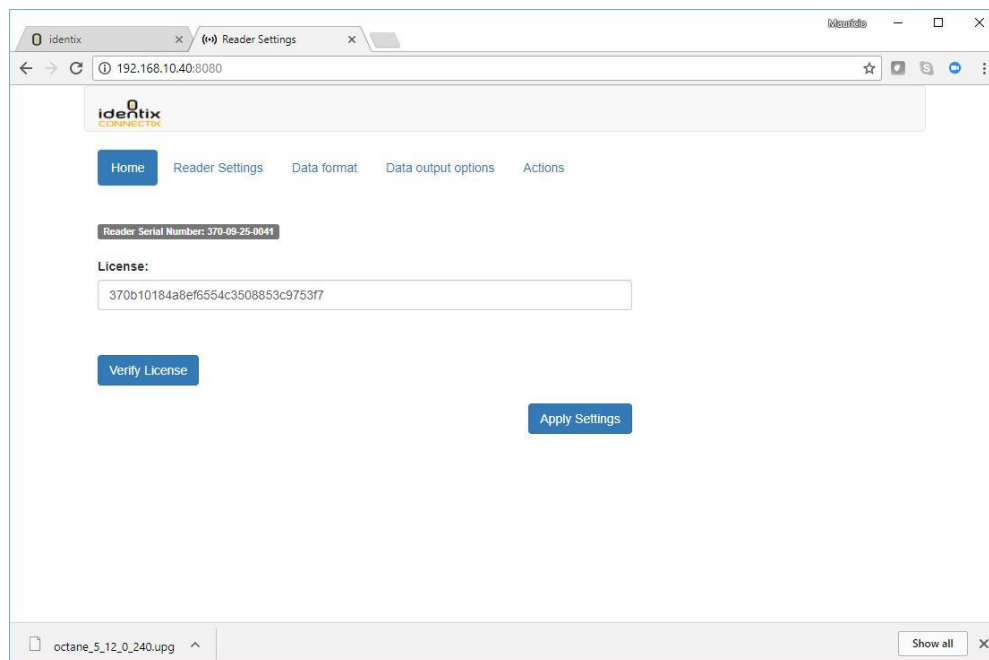 Mauricio
identix
Reader Settings
192.168.10.40:8080
identix
CONNECTIX
Home Reader Settings Data format Data output options Actions
Reader Serial Number: 370-09-25-0041
License:
370b10184a8ef6554c3508853c9753f7
Verify License
Apply Settings
octane_5_12_0_240.upg
Show all